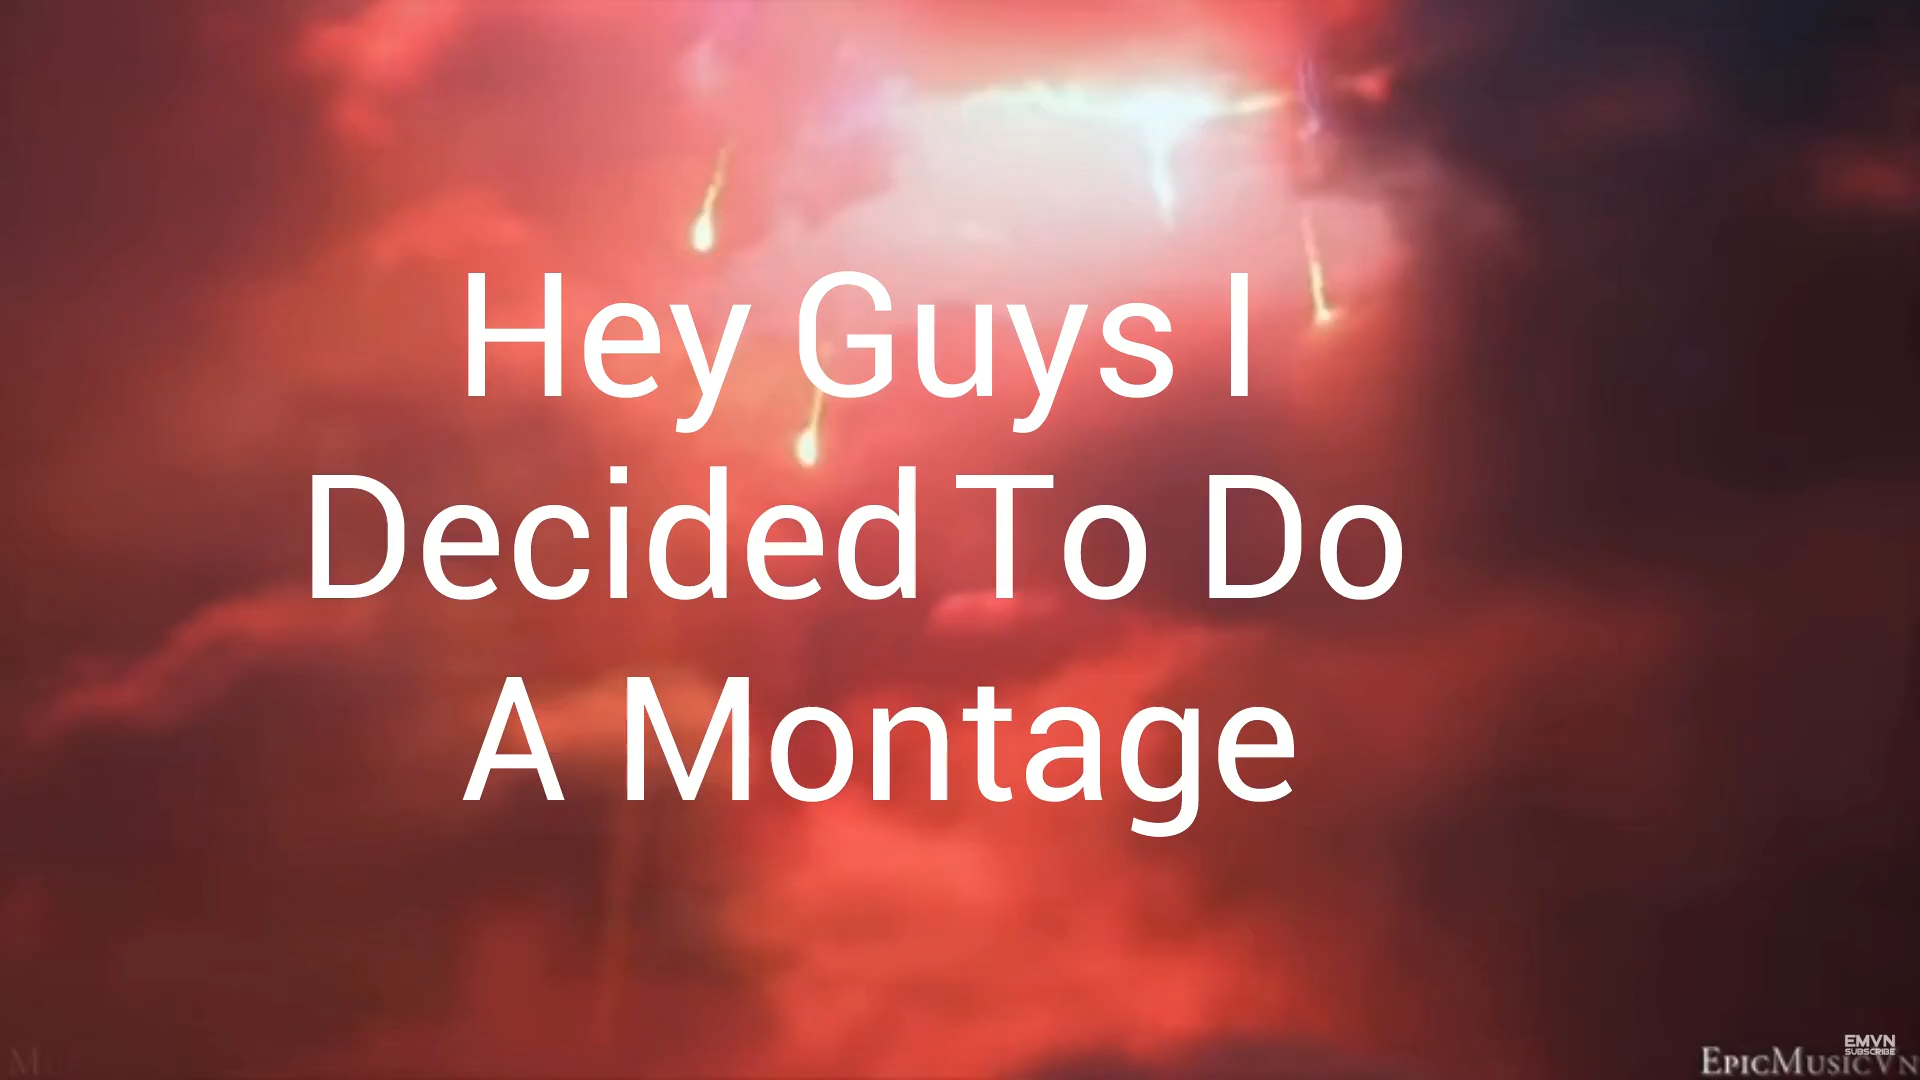 Hey Guys I
Decided To Do
A Montage
EMVN
SUBSCRIBE
EPICMUSICVN